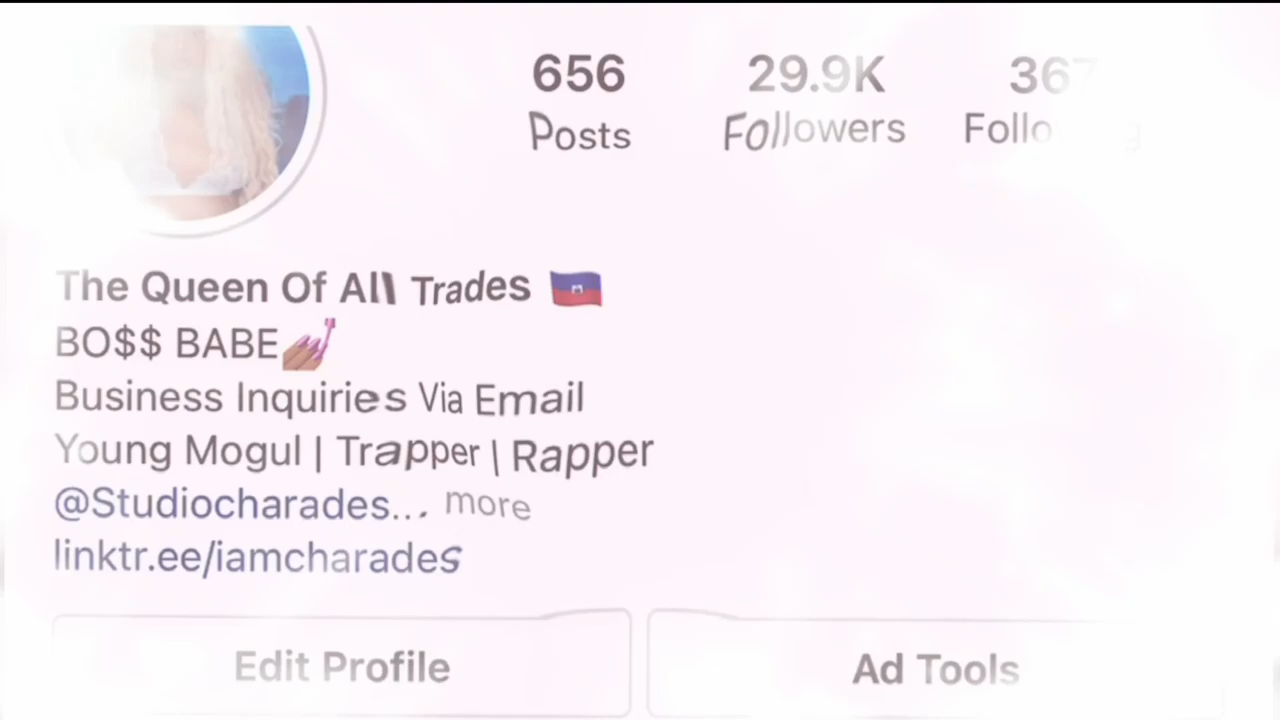 656 29.9K 367
Posts Followers
The Queen Of All Trades 🇭🇹
BO$$ BABE💅🏽
Business Inquiries Via Email
Young Mogul | Trapper | Rapper
@Studiocharades... more
linktr.ee/iamcharades
Edit Profile Ad Tools